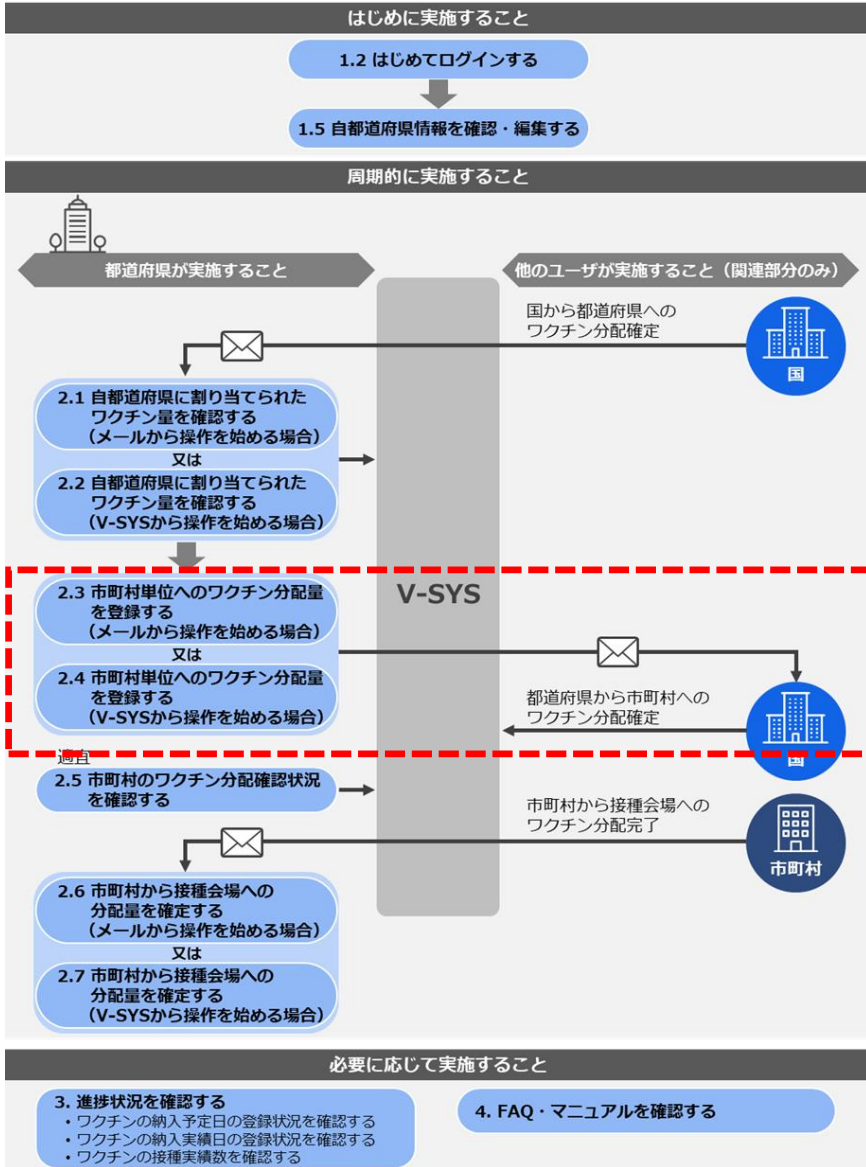 はじめに実施すること
1.2 はじめてログインする
1.5 自都道府県情報を確認・編集する
周期的に実施すること
都道府県が実施すること
他のユーザが実施すること（関連部分のみ）
国から都道府県への
ワクチン分配確定
国
2.1 自都道府県に割り当てられた
ワクチン量を確認する
（メールから操作を始める場合）
又は
2.2 自都道府県に割り当てられた
ワクチン量を確認する
（V-SYSから操作を始める場合）
V-SYS
2.3 市町村単位へのワクチン分配量
を登録する
（メールから操作を始める場合）
又は
2.4 市町村単位へのワクチン分配量
を登録する
（V-SYSから操作を始める場合）
都道府県から市町村への
ワクチン分配確定
国
適宜
2.5 市町村のワクチン分配確認状況
を確認する
市町村から接種会場への
ワクチン分配完了
市町村
2.6 市町村から接種会場への
分配量を確定する
（メールから操作を始める場合）
又は
2.7 市町村から接種会場への
分配量を確定する
（V-SYSから操作を始める場合）
必要に応じて実施すること
3. 進捗状況を確認する
・ワクチンの納入予定日の登録状況を確認する
・ワクチンの納入実績日の登録状況を確認する
・ワクチンの接種実績数を確認する
4. FAQ・マニュアルを確認する